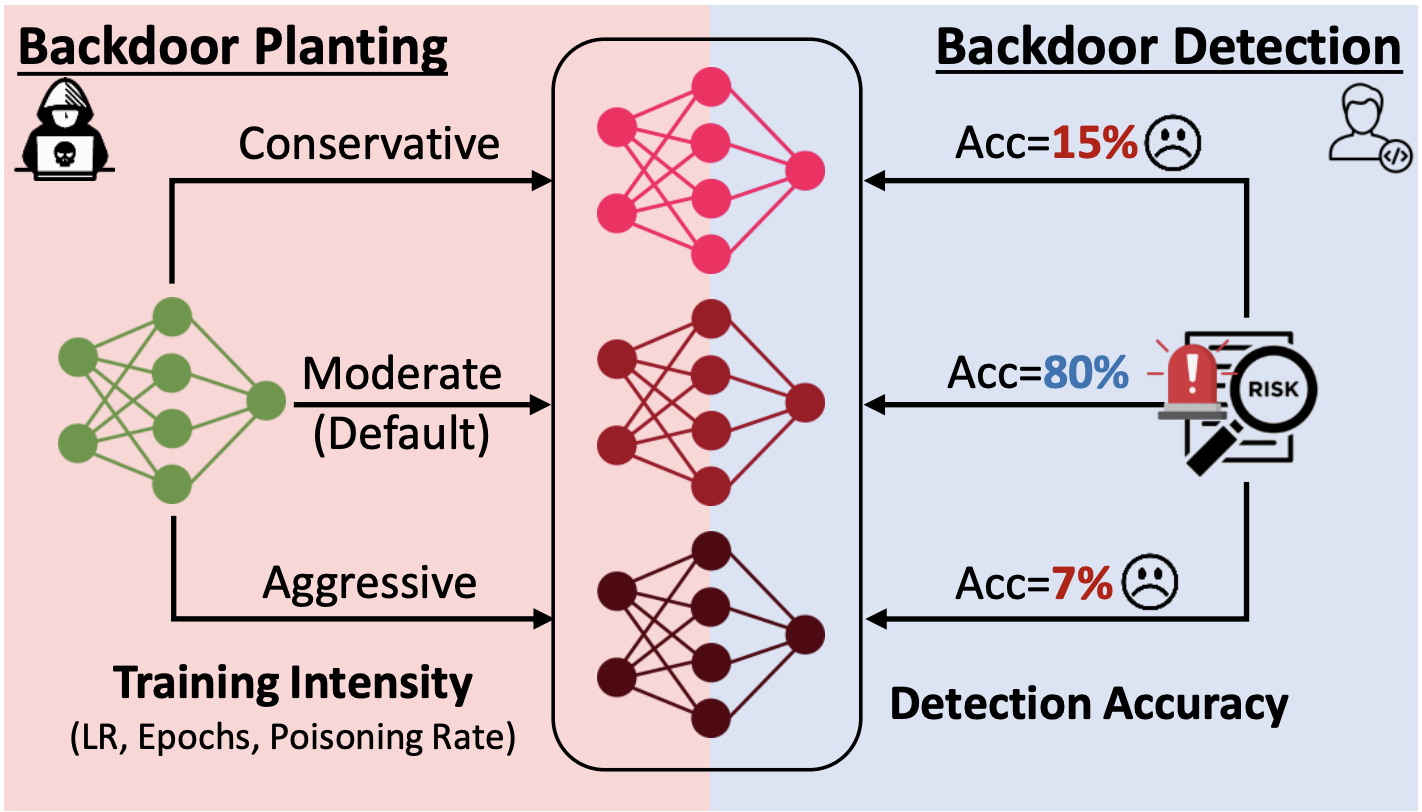 Backdoor Planting
Backdoor Detection
Conservative
Acc=15%
Moderate
(Default)
Acc=80%
RISK
Aggressive
Acc=7%
Training Intensity
(LR, Epochs, Poisoning Rate)
Detection Accuracy